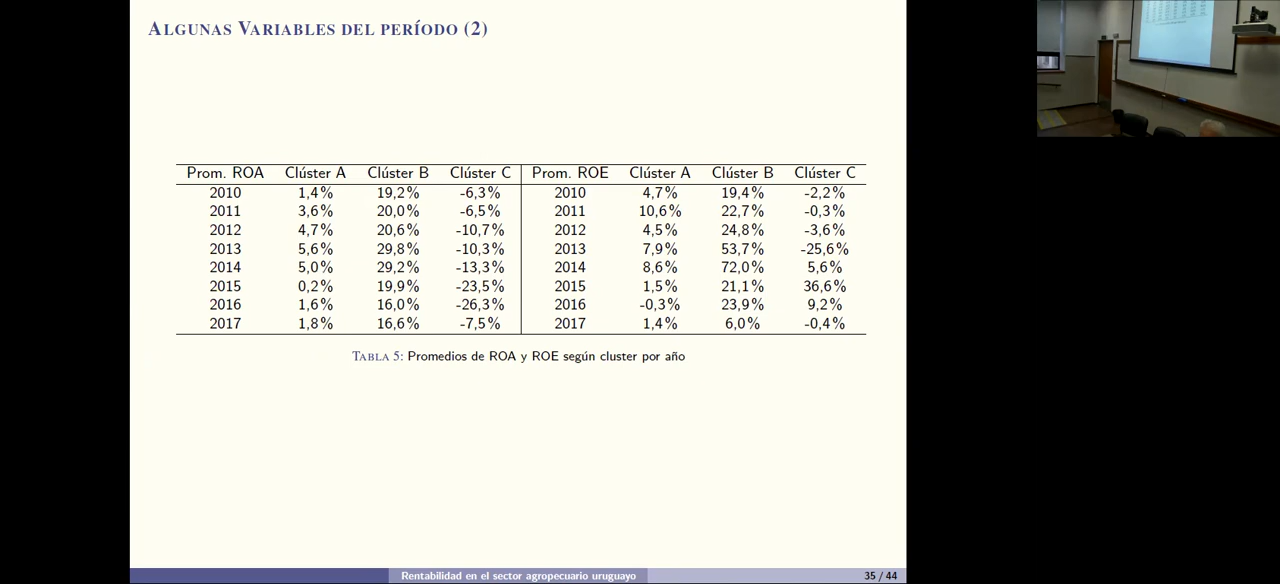 ALGUNAS VARIABLES DEL PERÍODO (2)
Prom. ROA Clúster A Clúster B Clúster C Prom. ROE Clúster A Clúster B Clúster C
2010 1,4% 19,2% -6,3% 2010 4,7% 19,4% -2,2%
2011 3,6% 20,0% -6,5% 2011 10,6% 22,7% -0,3%
2012 4,7% 20,6% -10,7% 2012 4,5% 24,8% -3,6%
2013 5,6% 29,8% -10,3% 2013 7,9% 53,7% -25,6%
2014 5,0% 29,2% -13,3% 2014 8,6% 72,0% 5,6%
2015 0,2% 19,9% -23,5% 2015 1,5% 21,1% 36,6%
2016 1,6% 16,0% -26,3% 2016 -0,3% 23,9% 9,2%
2017 1,8% 16,6% -7,5% 2017 1,4% 6,0% -0,4%
TABLA 5: Promedios de ROA y ROE según cluster por año
Rentabilidad en el sector agropecuario uruguayo 35 / 44